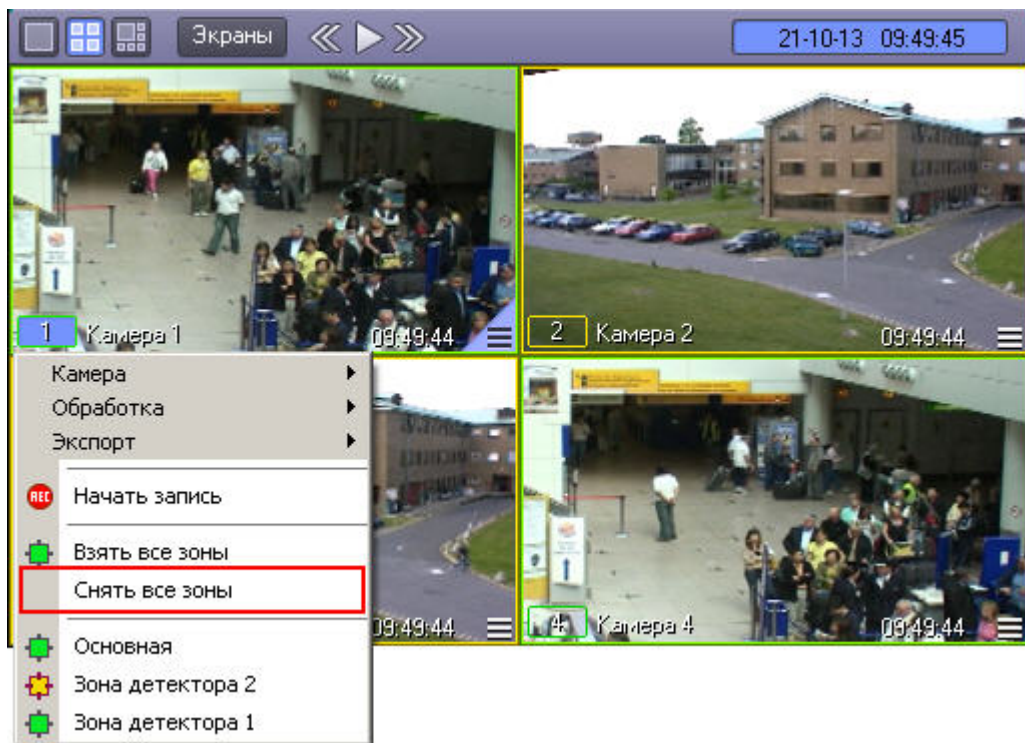 Экраны
21-10-13 09:49:45
1 Камера 1 09:49:44
2 Камера 2 09:49:44
Камера
Обработка
Экспорт
REC Начать запись
Взять все зоны
Снять все зоны
09:49:44
4 Камера 4 09:49:44
Основная
Зона детектора 2
Зона детектора 1